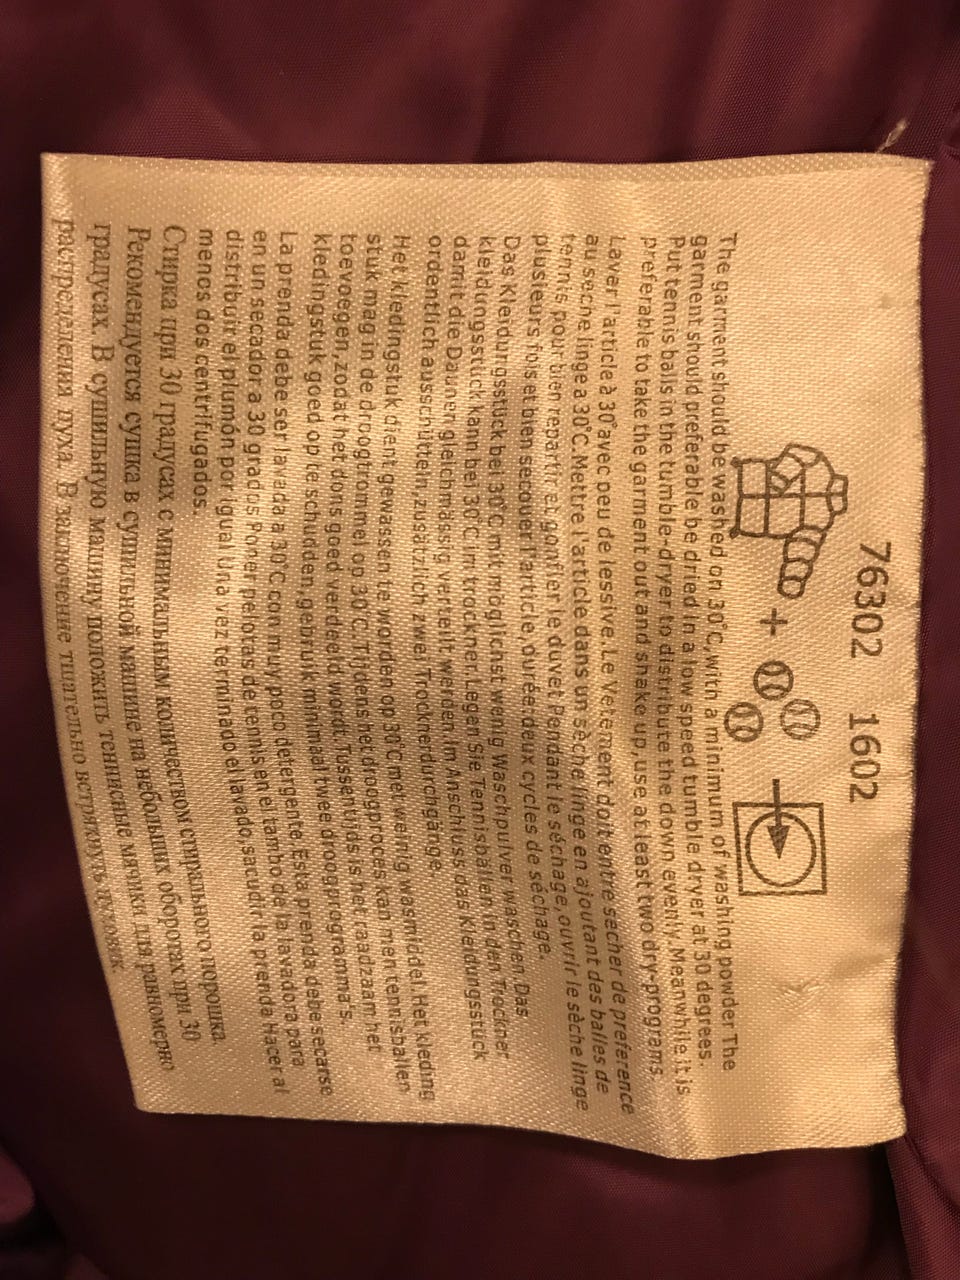 76302 1602
+
The garment should be washed on 30℃,with a minimum of washing powder The
garment should preferable be dried in a low speed tumble dryer at 30 degrees.
Put tennis balls in the tumble-dryer to distribute the down evenly.Meanwhile,it is
preferable to take the garment out and shake up,use at least two dry-programs.
Laver l'article à 30°avec peu de lessive.Le Vetement doit entre sécher de preference
au sèche linge a 30℃.Mettre l'article dans un sèche linge en ajoutant des balles de
tennis pour bien repartir et gonfler le duvet.Pendant le séchage,ouvrir le sèche linge
plusieurs fois et bien secouer l'article,durée:deux cycles de séchage.
Das Kleidungsstück bei 30℃ mit möglichst wenig Waschpulver waschen.Das
kleidungsstück kann bei 30℃ im trockner.Legen Sie Tennisbällen in den Trockner
damit die Daunen gleichmässig verteilt werden.Im Anschluss das Kleidungsstück
ordentlich ausschütteln,zusätzlich zwei Trocknerdurchgänge.
Het kledingstuk dient gewassen te worden op 30℃ met weinig wasmiddel.Het kleding
stuk mag in de droogtrommel op 30℃.Tijdens het droogproces kan men tennisballen
toevoegen,zodat het dons goed verdeeld wordt.Tussentijds is het raadzaam het
kledingstuk goed op te schudden,gebruik minimaal twee droogprogramma's.
La prenda debe ser lavada a 30℃ con muy poco detergente.Esta prenda debe secarse
en un secador a 30 grados.Poner pelotas de tennis en el tambo de la lavadora para
distribuir el plumón por igual.Una vez terminado el lavado,sacudir la prenda.Hacer al
menos dos centrifugados.
Стирка при 30 градусах с минимальным количеством стирального порошка.
Рекомендуется сушка в сушильной машине на небольших оборотах при 30
градусах. В сушильную машину положить теннисные мячики для равномерно
распределения пуха. В заключение тщательно встряхнуть пуховик.